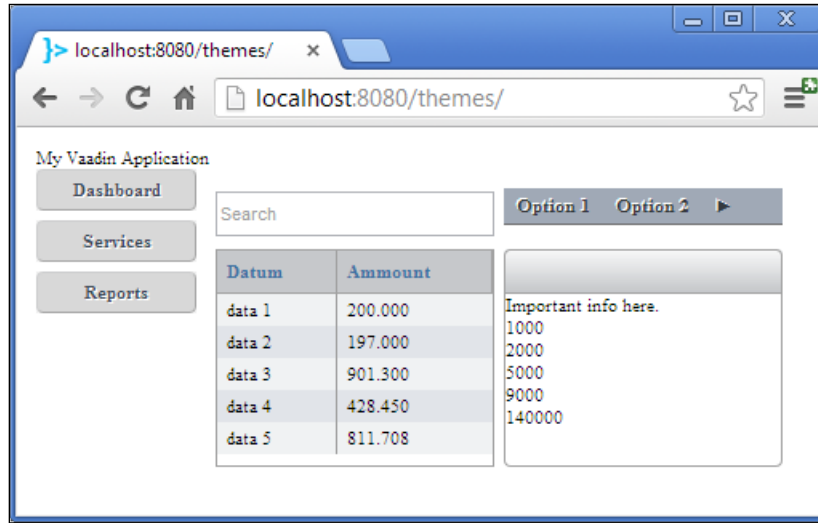 localhost:8080/themes/
localhost:8080/themes/
My Vaadin Application
Dashboard
Services
Reports
Search
Datum Ammount
data 1 200.000
data 2 197.000
data 3 901.300
data 4 428.450
data 5 811.708
Option 1 Option 2
Important info here.
1000
2000
5000
9000
140000